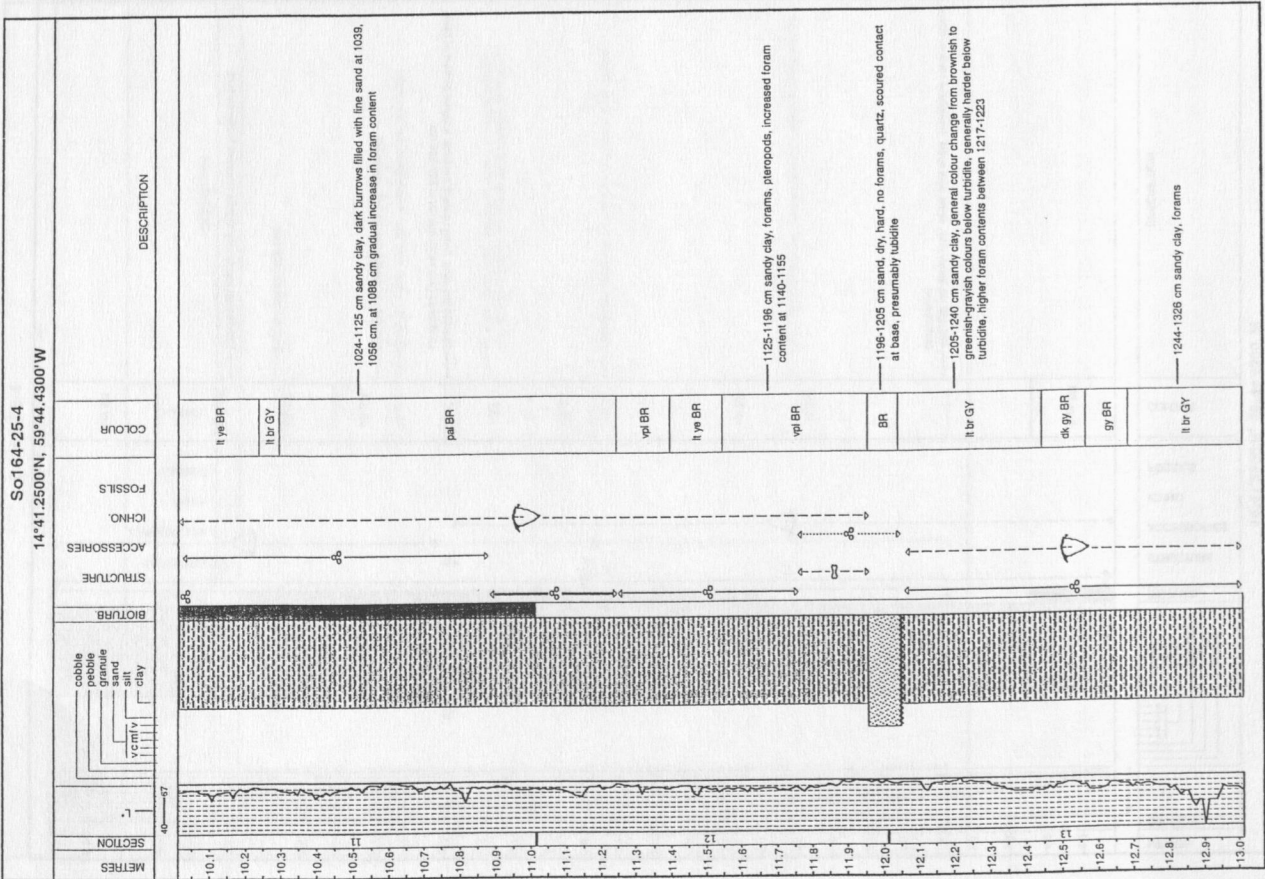 So164-25-4
14°41.2500'N, 59°44.4300'W
METRES
SECTION
L*
40
67
cobble
pebble
granule
sand
silt
clay
vcmfv
BIOTURB.
STRUCTURE
ACCESSORIES
ICHNO.
FOSSILS
COLOUR
DESCRIPTION
10.1
10.2
10.3
10.4
10.5
10.6
10.7
10.8
10.9
11.0
11.1
11.2
11.3
11.4
11.5
11.6
11.7
11.8
11.9
12.0
12.1
12.2
12.3
12.4
12.5
12.6
12.7
12.8
12.9
13.0
11
12
13
lt ye BR
lt br GY
pal BR
vpl BR
lt ye BR
vpl BR
BR
lt br GY
dk gy BR
gy BR
lt br GY
1024-1125 cm sandy clay, dark burrows filled with line sand at 1039,
1056 cm, at 1088 cm gradual increase in foram content
1125-1196 cm sandy clay, forams, pteropods, increased foram
content at 1140-1155
1196-1205 cm sand, dry, hard, no forams, quartz, scoured contact
at base, presumably tubidite
1205-1240 cm sandy clay, general colour change from brownish to
greenish-grayish colours below turbidite, generally harder below
turbidite, higher foram contents between 1217-1223
1244-1326 cm sandy clay, forams